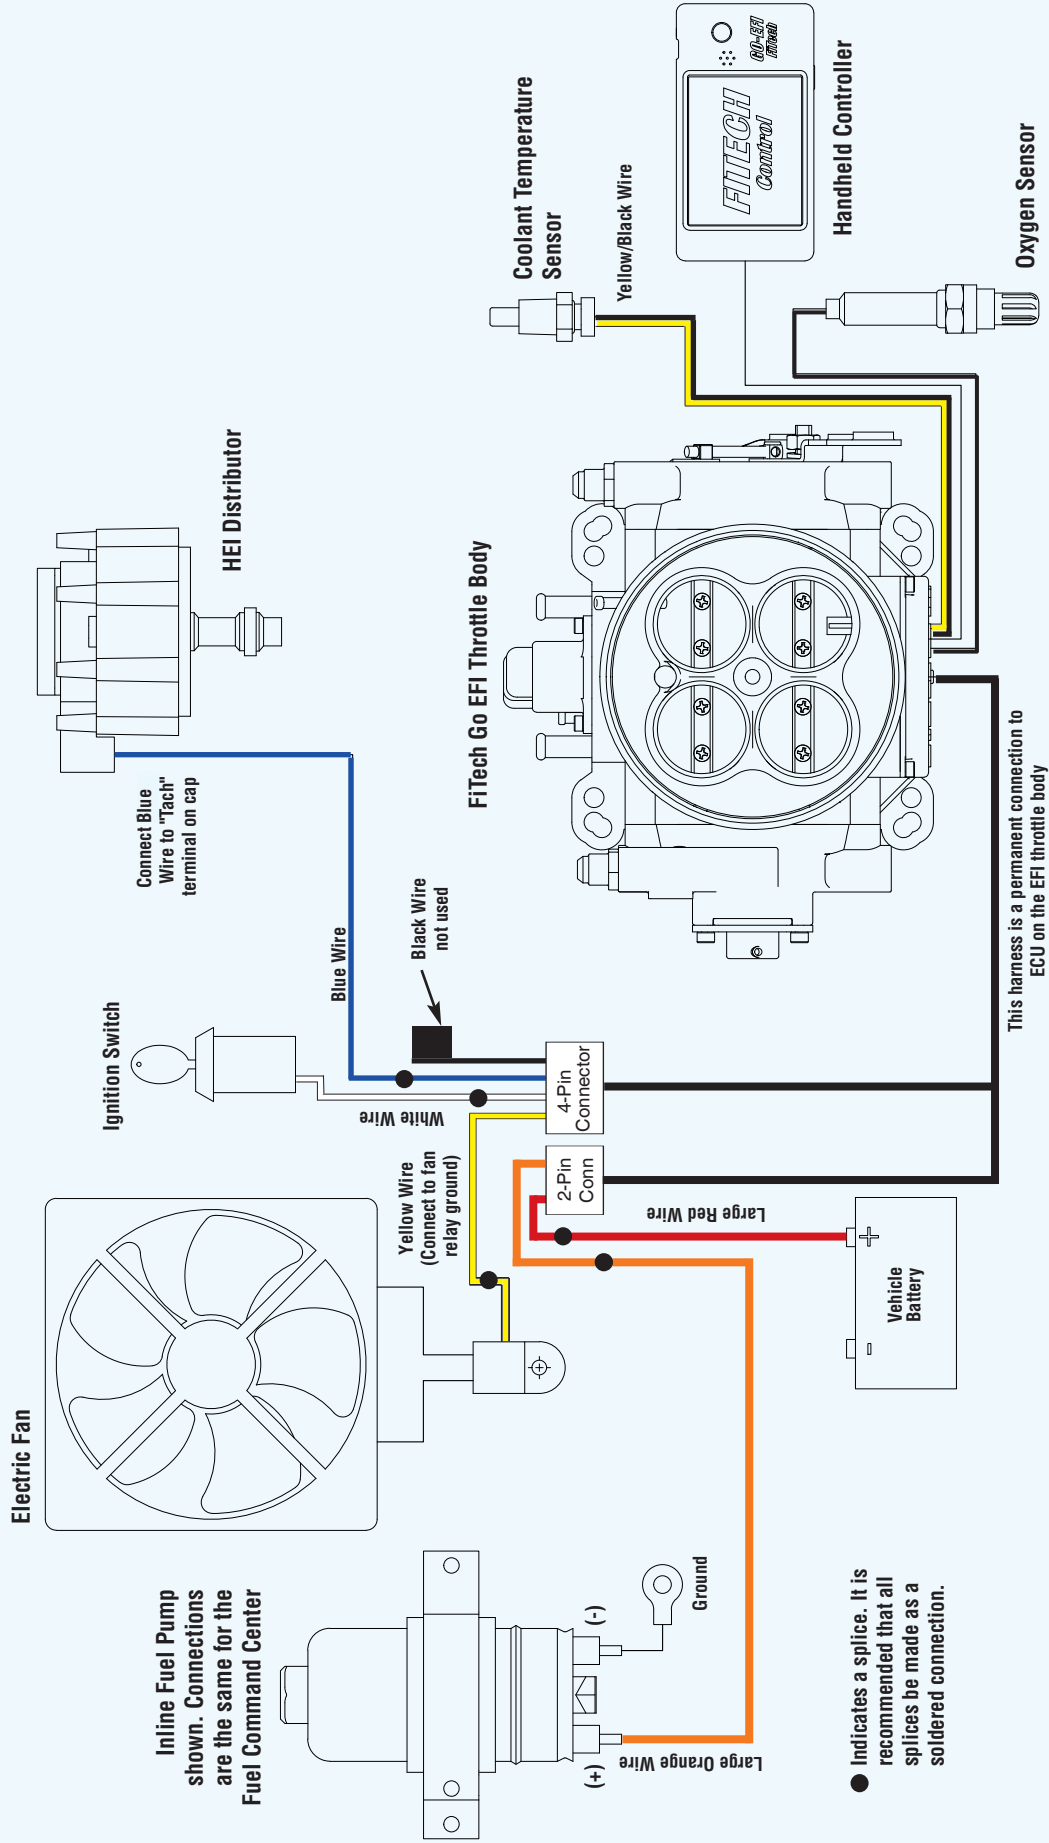 Inline Fuel Pump
shown. Connections
are the same for the
Fuel Command Center
Electric Fan
Ignition Switch
HEI Distributor
Connect Blue
Wire to "Tach"
terminal on cap
Blue Wire
Black Wire
not used
White Wire
Yellow Wire
(Connect to fan
relay ground)
4-Pin
Connector
2-Pin
Conn
Large Red Wire
Large Orange Wire
(+)
(-)
Ground
Vehicle
Battery
+
-
FiTech Go EFI Throttle Body
Coolant Temperature
Sensor
Yellow/Black Wire
FITECH
Control
GO-EFI
FiTech
Handheld Controller
Oxygen Sensor
This harness is a permanent connection to
ECU on the EFI throttle body
Indicates a splice. It is
recommended that all
splices be made as a
soldered connection.